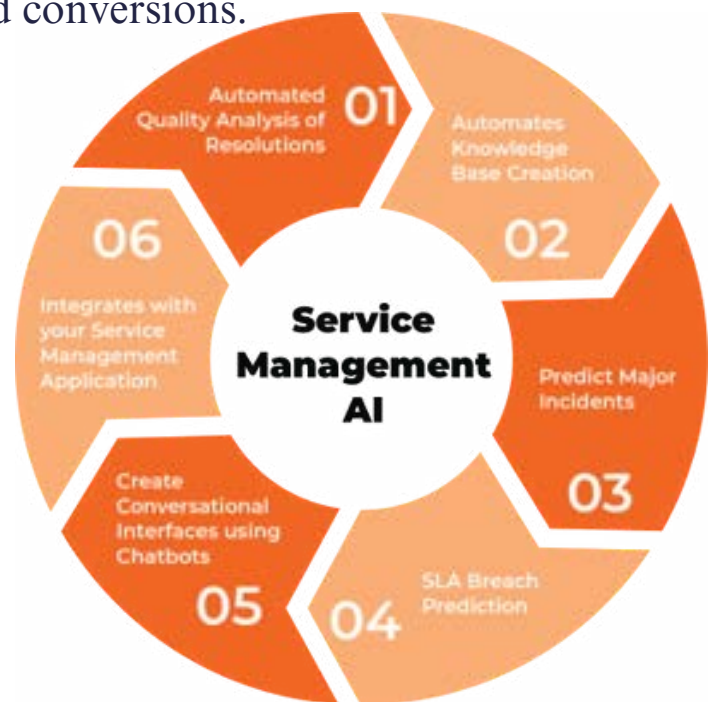 d conversions.
Automated
Quality Analysis of
Resolutions
01
Automates
Knowledge
Base Creation
02
Predict Major
Incidents
03
SLA Breach
Prediction
04
Create
Conversational
Interfaces using
Chatbots
05
06
Integrates with
your Service
Management
Application
Service
Management
AI